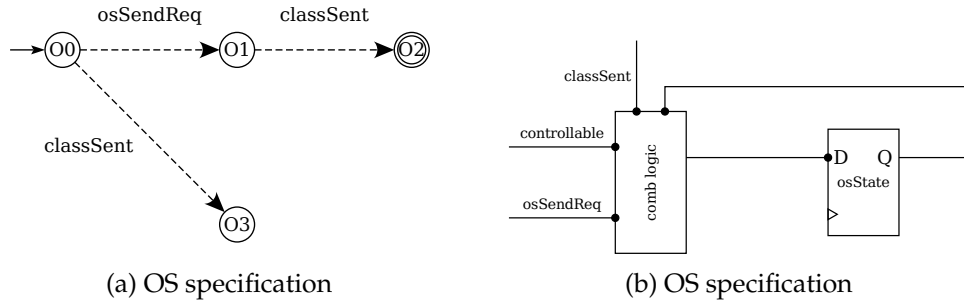 osSendReq
classSent
O0
O1
O2
classSent
O3
(a) OS specification
classSent
controllable
osSendReq
comb logic
D
Q
osState
(b) OS specification